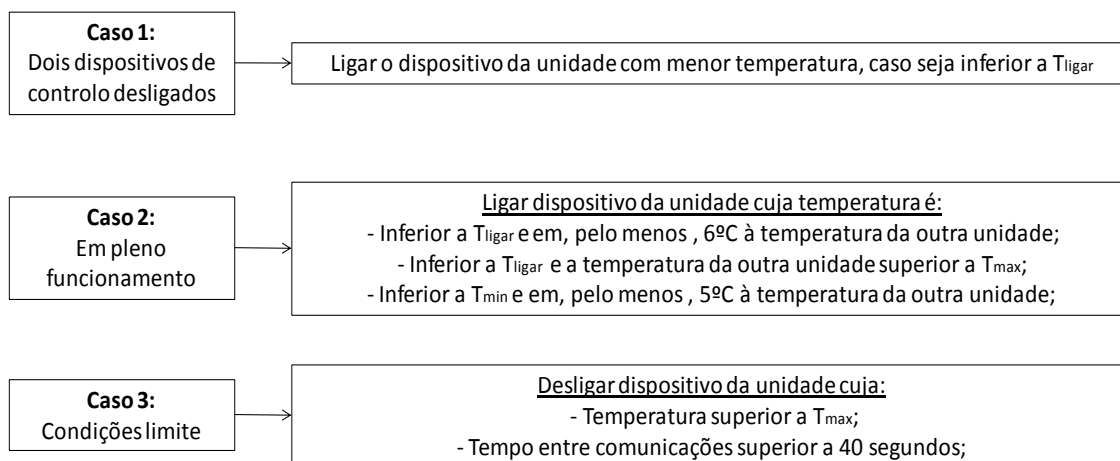 Caso 1:
Dois dispositivos de
controlo desligados
Ligar o dispositivo da unidade com menor temperatura, caso seja inferior a Tligar
Caso 2:
Em pleno
funcionamento
Ligar dispositivo da unidade cuja temperatura é:
- Inferior a Tligar e em, pelo menos , 6ºC à temperatura da outra unidade;
- Inferior a Tligar e a temperatura da outra unidade superior a Tmax;
- Inferior a Tmin e em, pelo menos , 5ºC à temperatura da outra unidade;
Caso 3:
Condições limite
Desligar dispositivo da unidade cuja:
- Temperatura superior a Tmax;
- Tempo entre comunicações superior a 40 segundos;